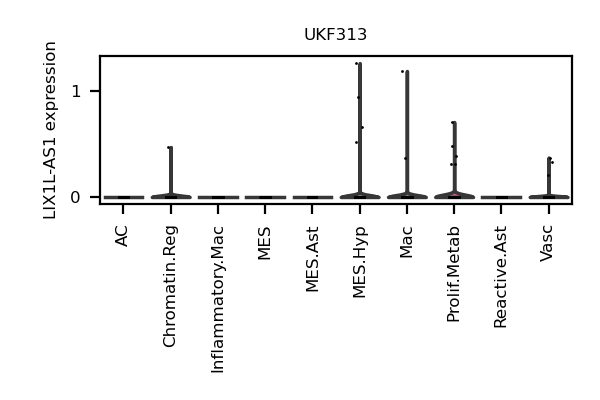 UKF313
LIX1L-AS1 expression
1
0
AC
Chromatin.Reg
Inflammatory.Mac
MES
MES.Ast
MES.Hyp
Mac
Prolif.Metab
Reactive.Ast
Vasc